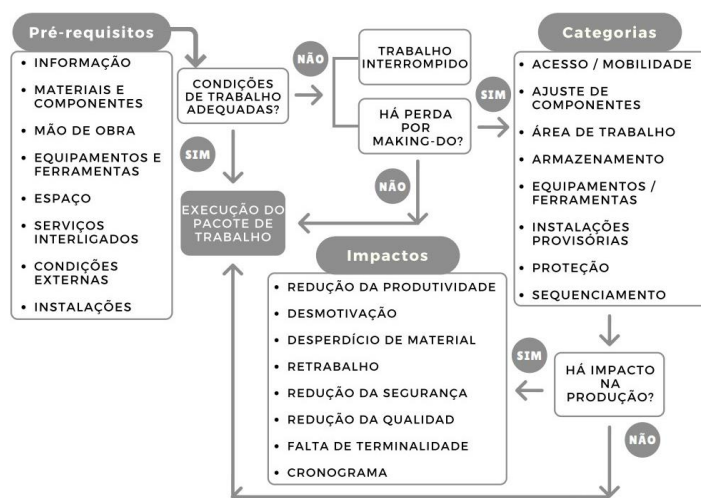 Pré-requisitos
• INFORMAÇÃO
• MATERIAIS E
COMPONENTES
• MÃO DE OBRA
• EQUIPAMENTOS E
FERRAMENTAS
• ESPAÇO
• SERVIÇOS
INTERLIGADOS
• CONDIÇÕES
EXTERNAS
• INSTALAÇÕES
CONDIÇÕES
DE TRABALHO
ADEQUADAS?
NÃO
SIM
TRABALHO
INTERROMPIDO
HÁ PERDA
POR
MAKING-DO?
SIM
NÃO
EXECUÇÃO DO
PACOTE DE
TRABALHO
Categorias
• ACESSO / MOBILIDADE
• AJUSTE DE
COMPONENTES
• ÁREA DE TRABALHO
• ARMAZENAMENTO
• EQUIPAMENTOS /
FERRAMENTAS
• INSTALAÇÕES
PROVISÓRIAS
• PROTEÇÃO
• SEQUENCIAMENTO
HÁ IMPACTO
NA
PRODUÇÃO?
SIM
NÃO
Impactos
• REDUÇÃO DA PRODUTIVIDADE
• DESMOTIVAÇÃO
• DESPERDÍCIO DE MATERIAL
• RETRABALHO
• REDUÇÃO DA SEGURANÇA
• REDUÇÃO DA QUALIDAD
• FALTA DE TERMINALIDADE
• CRONOGRAMA